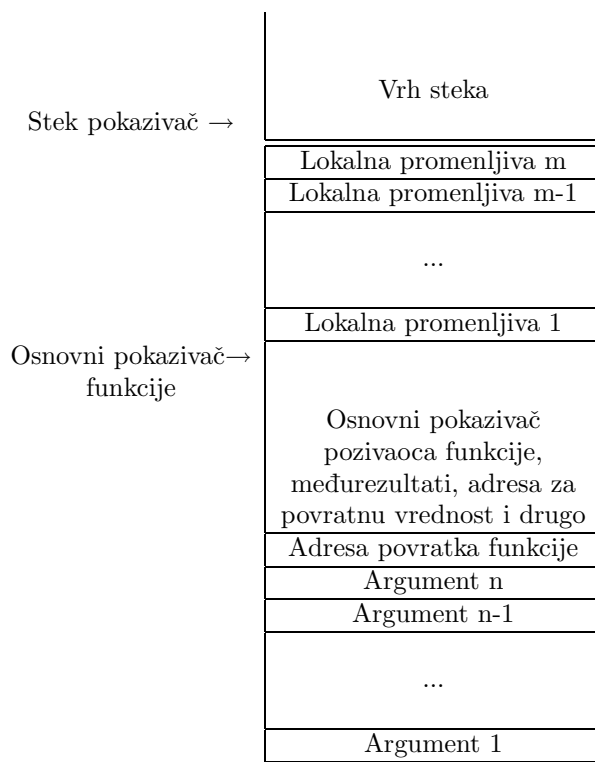 Vrh steka
Stek pokazivač →
Lokalna promenljiva m
Lokalna promenljiva m-1
...
Lokalna promenljiva 1
Osnovni pokazivač→
funkcije
Osnovni pokazivač
pozivaoca funkcije,
međurezultati, adresa za
povratnu vrednost i drugo
Adresa povratka funkcije
Argument n
Argument n-1
...
Argument 1